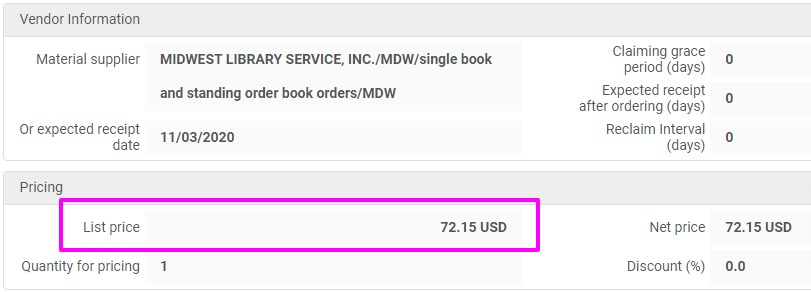 Vendor Information
Material supplier
MIDWEST LIBRARY SERVICE, INC./MDW/single book
and standing order book orders/MDW
Claiming grace
period (days)
0
Expected receipt
after ordering (days)
0
Or expected receipt
date
11/03/2020
Reclaim Interval
(days)
0
Pricing
List price
72.15 USD
Net price
72.15 USD
Quantity for pricing
1
Discount (%)
0.0